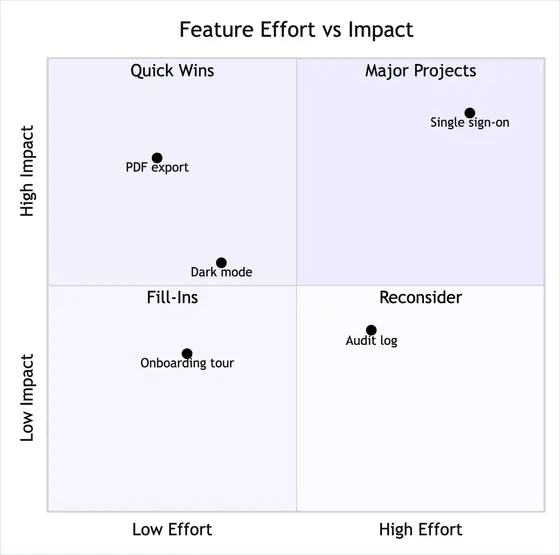 Feature Effort vs Impact
Quick Wins
Major Projects
Single sign-on
PDF export
High Impact
Dark mode
Fill-Ins
Reconsider
Audit log
Onboarding tour
Low Impact
Low Effort
High Effort